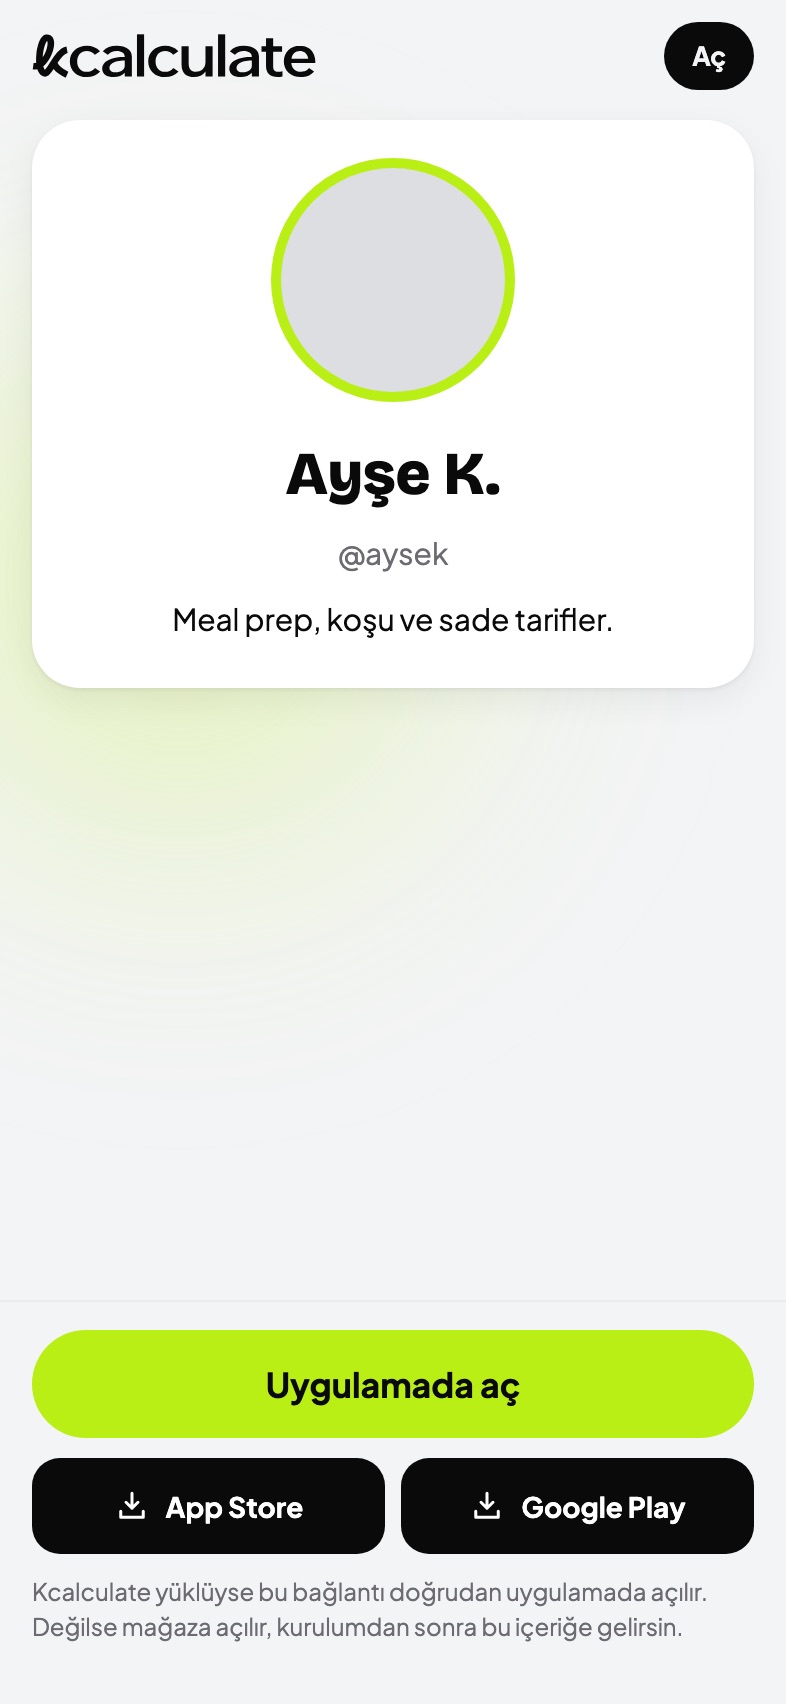 kcalculate
Aç
Ayşe K.
@aysek
Meal prep, koşu ve sade tarifler.
Uygulamada aç
App Store
Google Play
Kcalculate yüklüyse bu bağlantı doğrudan uygulamada açılır.
Değilse mağaza açılır, kurulumdan sonra bu içeriğe gelirsin.